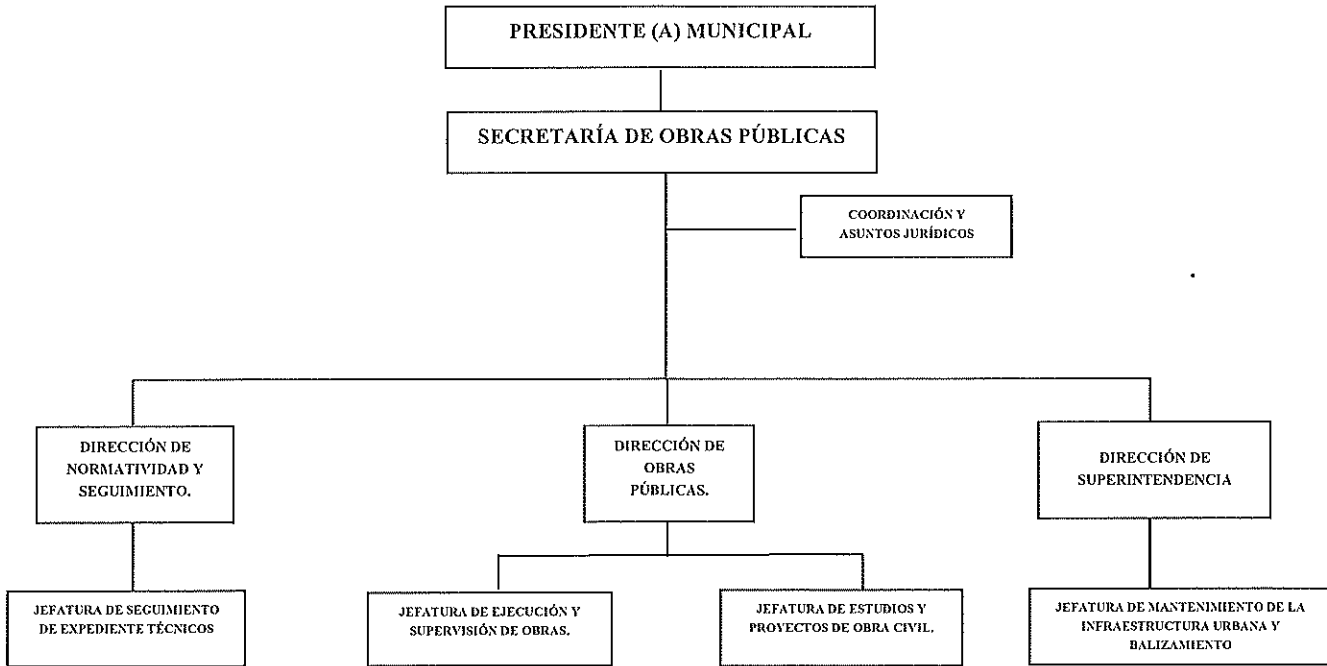 PRESIDENTE (A) MUNICIPAL
SECRETARÍA DE OBRAS PÚBLICAS
COORDINACIÓN Y
ASUNTOS JURÍDICOS
DIRECCIÓN DE
NORMATIVIDAD Y
SEGUIMIENTO.
DIRECCIÓN DE
OBRAS
PÚBLICAS.
DIRECCIÓN DE
SUPERINTENDENCIA
JEFATURA DE SEGUIMIENTO
DE EXPEDIENTE TÉCNICOS
JEFATURA DE EJECUCIÓN Y
SUPERVISIÓN DE OBRAS.
JEFATURA DE ESTUDIOS Y
PROYECTOS DE OBRA CIVIL.
JEFATURA DE MANTENIMIENTO DE LA
INFRAESTRUCTURA URBANA Y
BALIZAMIENTO